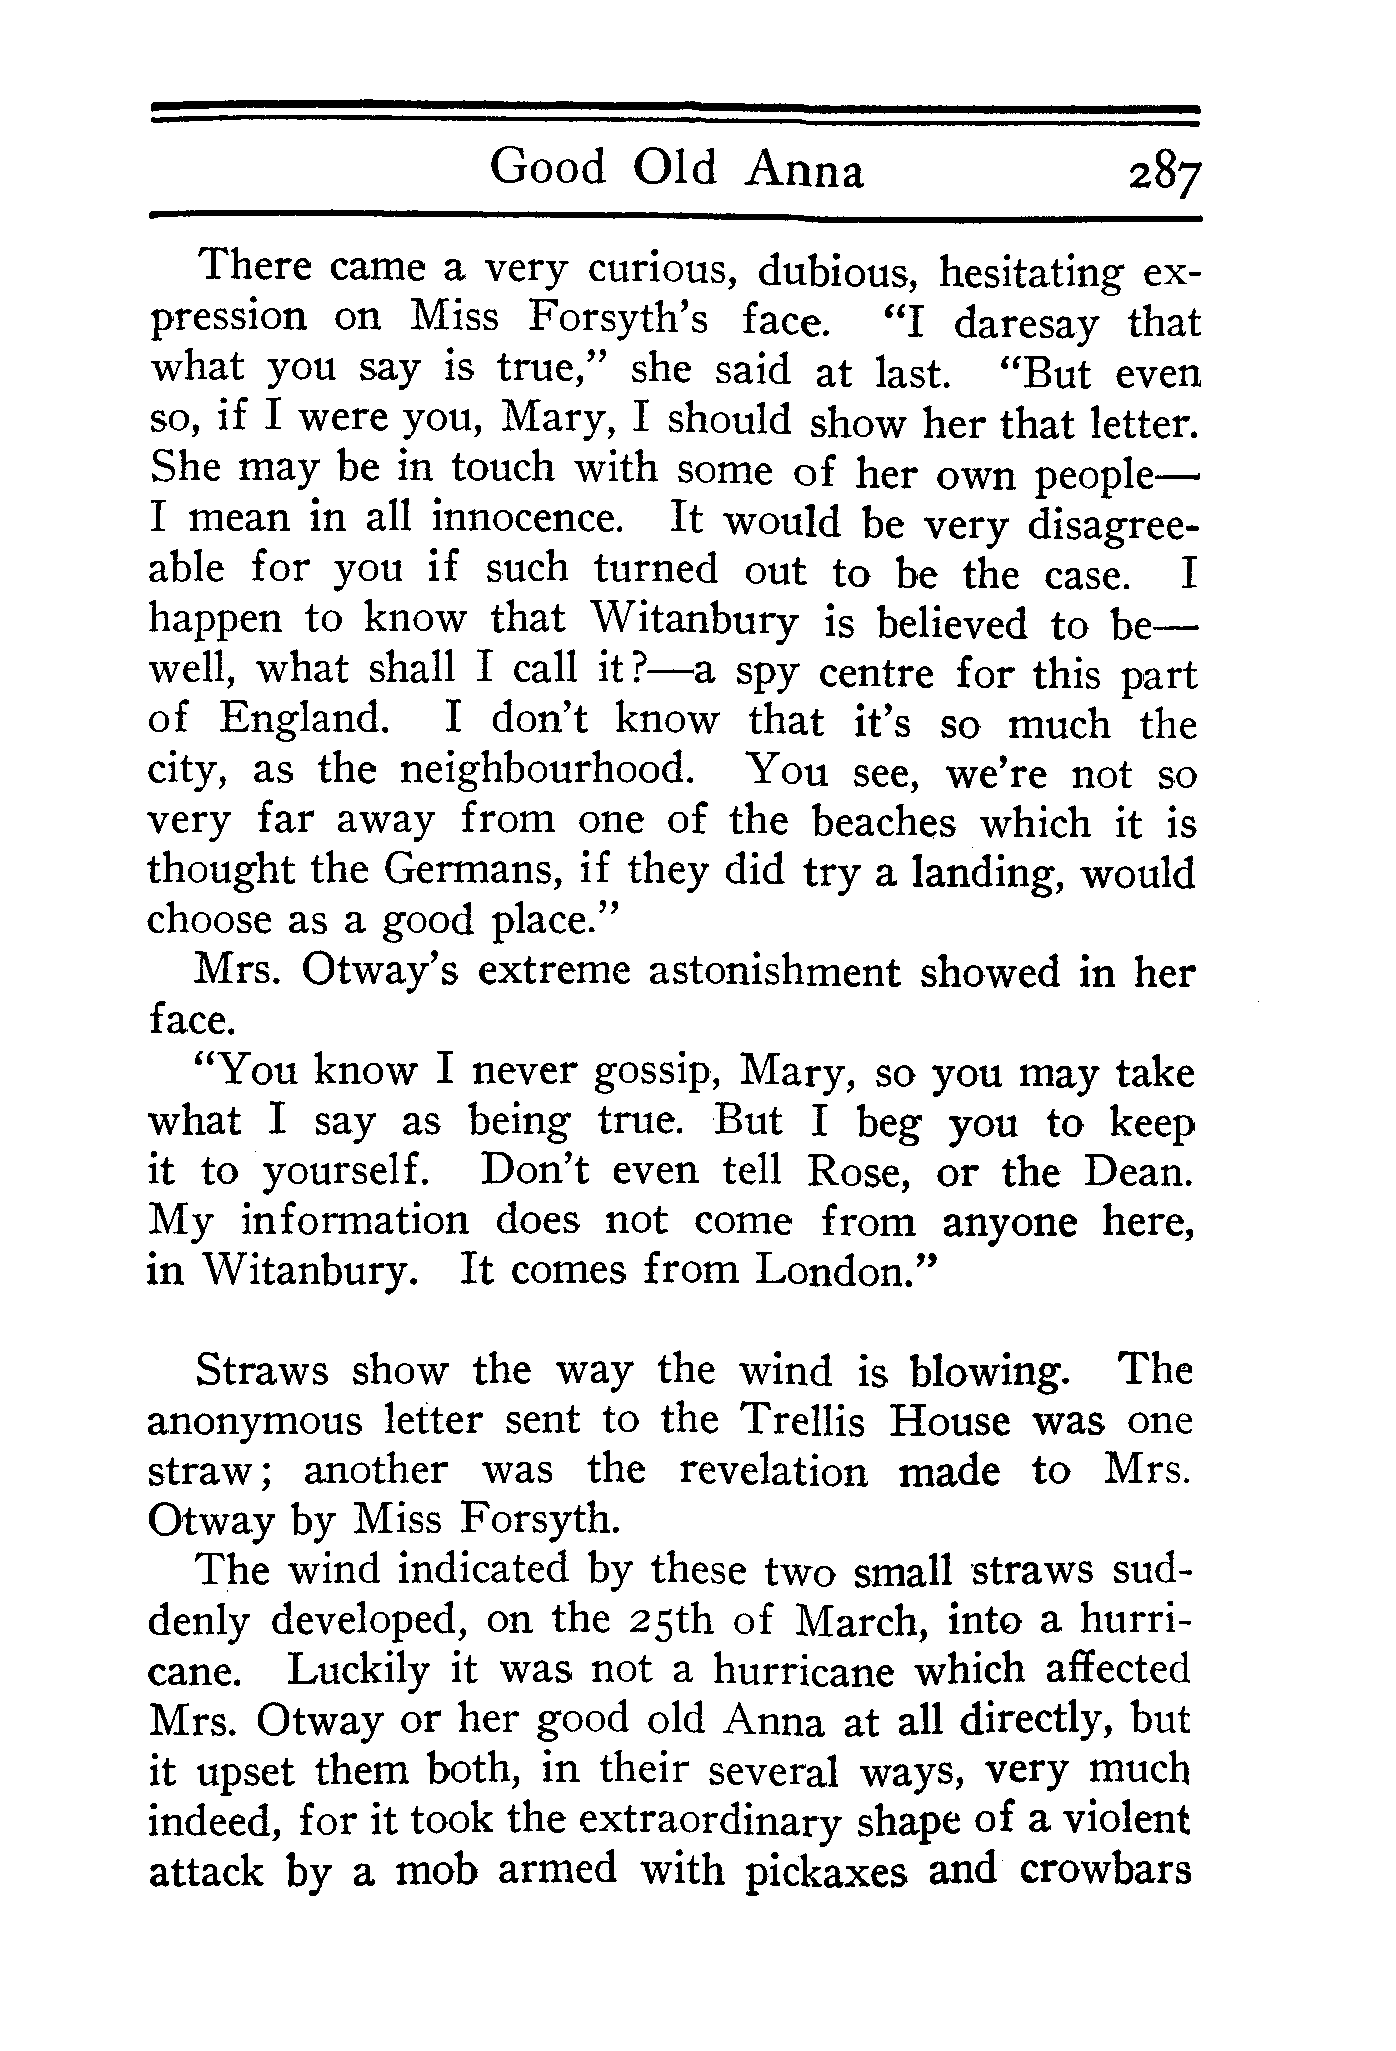 Good Old Anna 287
There came a very curious, dubious, hesitating ex-
pression on Miss Forsyth's face. "I daresay that
what you say is true," she said at last. "But even
so, if I were you, Mary, I should show her that letter.
She may be in touch with some of her own people—
I mean in all innocence. It would be very disagree-
able for you if such turned out to be the case. I
happen to know that Witanbury is believed to be—
well, what shall I call it?—a spy centre for this part
of England. I don't know that it's so much the
city, as the neighbourhood. You see, we're not so
very far away from one of the beaches which it is
thought the Germans, if they did try a landing, would
choose as a good place."
Mrs. Otway's extreme astonishment showed in her
face.
"You know I never gossip, Mary, so you may take
what I say as being true. But I beg you to keep
it to yourself. Don't even tell Rose, or the Dean.
My information does not come from anyone here,
in Witanbury. It comes from London."
Straws show the way the wind is blowing. The
anonymous letter sent to the Trellis House was one
straw; another was the revelation made to Mrs.
Otway by Miss Forsyth.
The wind indicated by these two small straws sud-
denly developed, on the 25th of March, into a hurri-
cane. Luckily it was not a hurricane which affected
Mrs. Otway or her good old Anna at all directly, but
it upset them both, in their several ways, very much
indeed, for it took the extraordinary shape of a violent
attack by a mob armed with pickaxes and crowbars